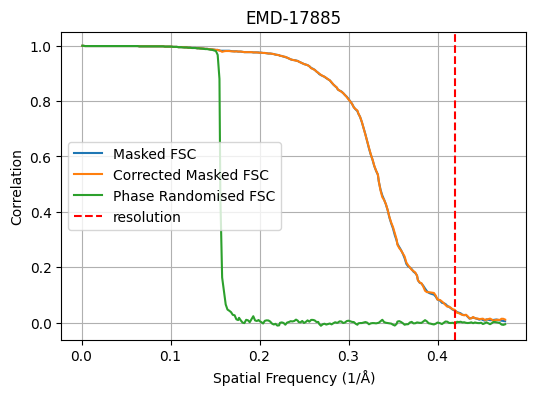 EMD-17885
1.0
0.8
0.6
0.4
0.2
0.0
Correlation
Masked FSC
Corrected Masked FSC
Phase Randomised FSC
resolution
0.0 0.1 0.2 0.3 0.4
Spatial Frequency (1/Å)